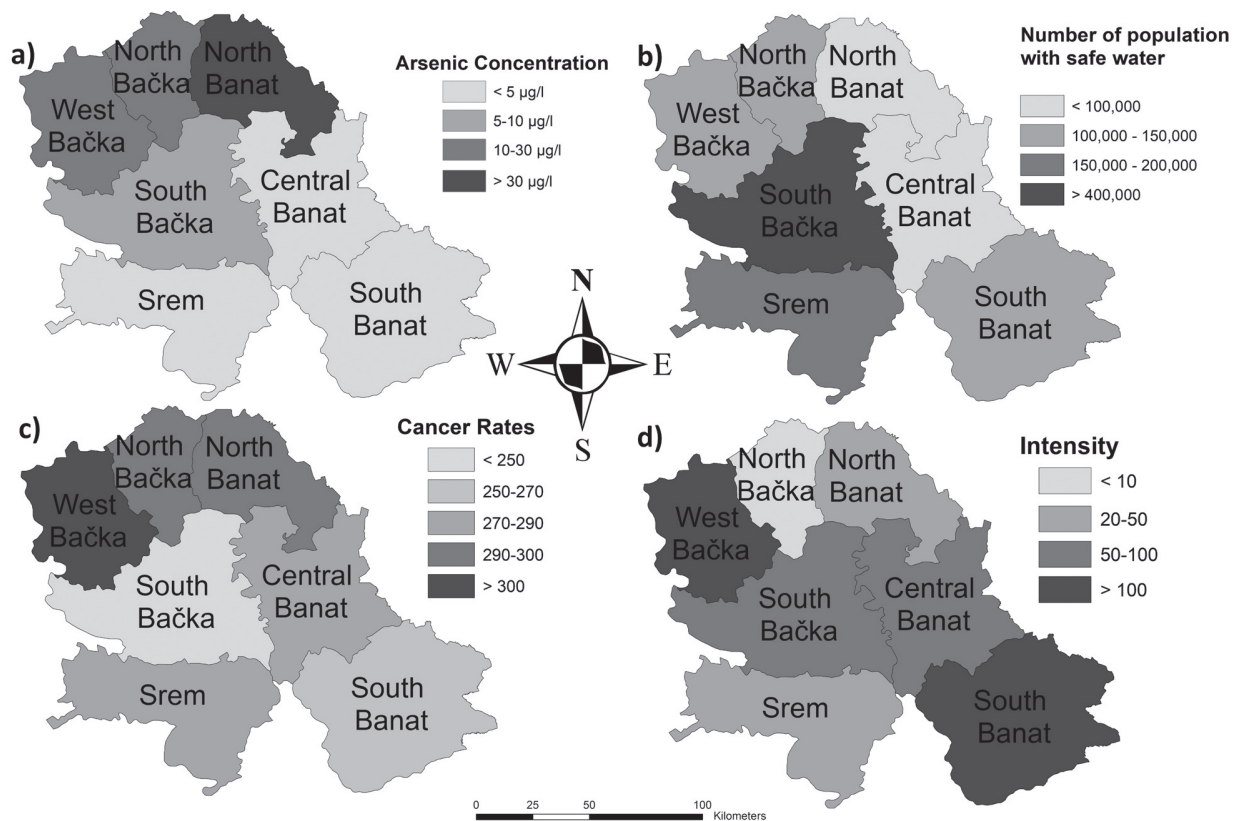 a)
North
Bačka
North
Banat
West
Bačka
South
Bačka
Central
Banat
Srem
South
Banat
Arsenic Concentration
< 5 µg/l
5-10 µg/l
10-30 µg/l
> 30 µg/l
b)
North
Bačka
North
Banat
West
Bačka
South
Bačka
Central
Banat
Srem
South
Banat
Number of population
with safe water
< 100,000
100,000 - 150,000
150,000 - 200,000
> 400,000
N
W
E
S
c)
North
Bačka
North
Banat
West
Bačka
South
Bačka
Central
Banat
Srem
South
Banat
Cancer Rates
< 250
250-270
270-290
290-300
> 300
d)
North
Bačka
North
Banat
West
Bačka
South
Bačka
Central
Banat
Srem
South
Banat
Intensity
< 10
20-50
50-100
> 100
0 25 50 100
Kilometers